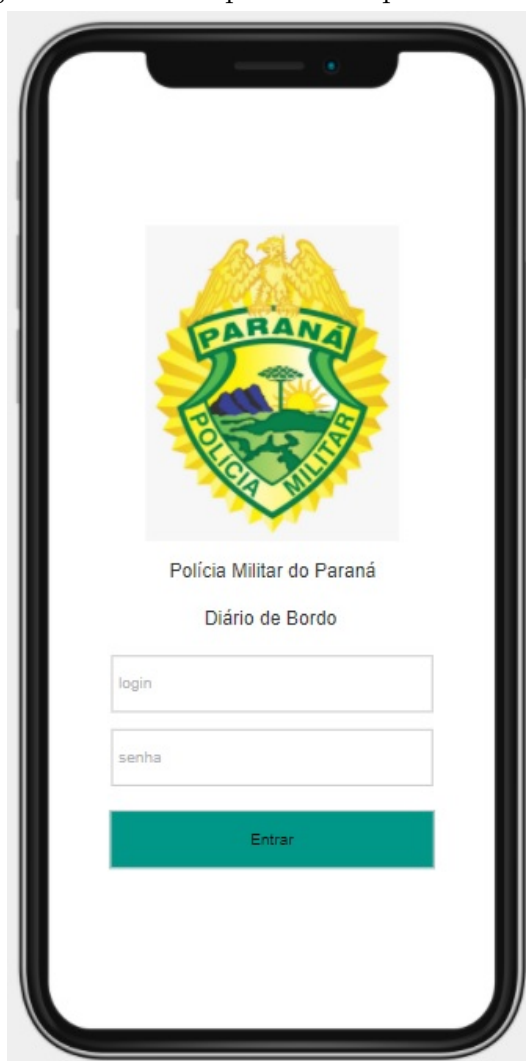 PARANÁ
POLÍCIA MILITAR
Polícia Militar do Paraná
Diário de Bordo
login
senha
Entrar